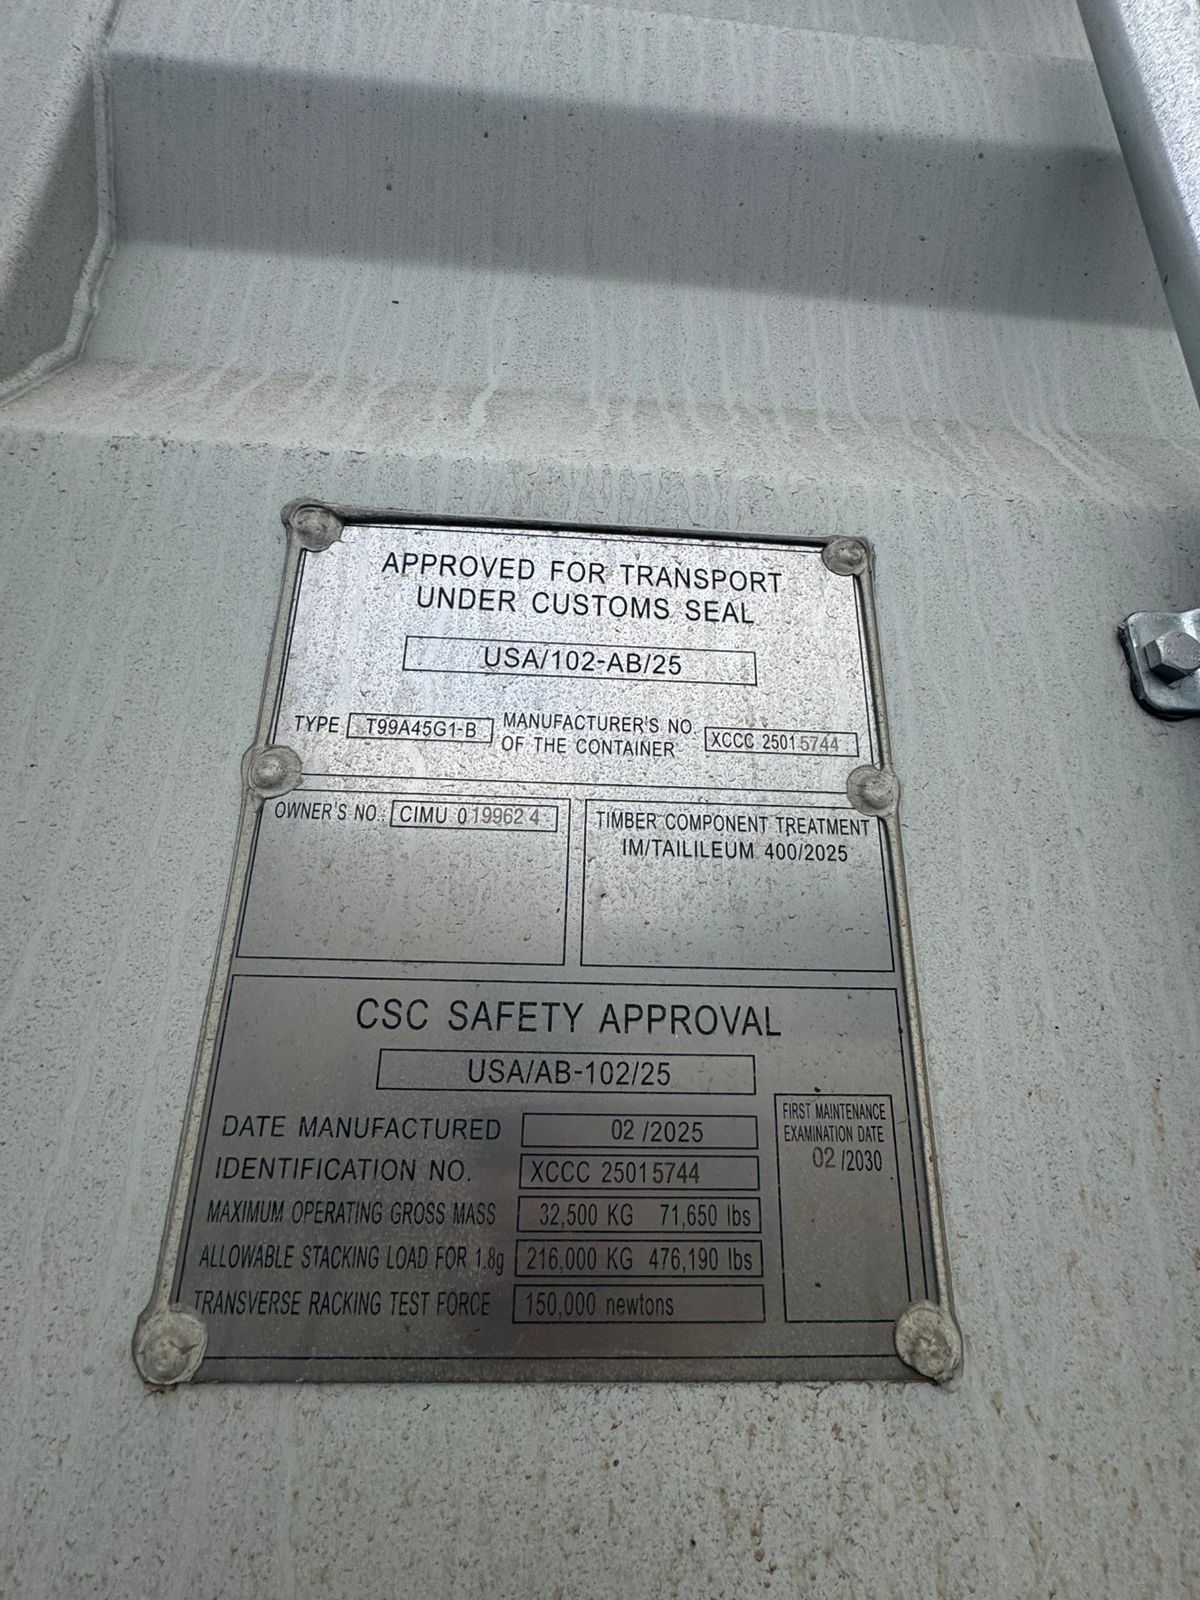 APPROVED FOR TRANSPORT
UNDER CUSTOMS SEAL
USA/102-AB/25
TYPE T99A45G1-B MANUFACTURER'S NO. OF THE CONTAINER XCCC 25015744
OWNER'S NO.: CIMU 019962 4
TIMBER COMPONENT TREATMENT
IM/TAILILEUM 400/2025
CSC SAFETY APPROVAL
USA/AB-102/25
DATE MANUFACTURED 02 /2025
IDENTIFICATION NO. XCCC 25015744
MAXIMUM OPERATING GROSS MASS 32,500 KG 71,650 lbs
ALLOWABLE STACKING LOAD FOR 1.8g 216,000 KG 476,190 lbs
TRANSVERSE RACKING TEST FORCE 150,000 newtons
FIRST MAINTENANCE
EXAMINATION DATE
02 /2030